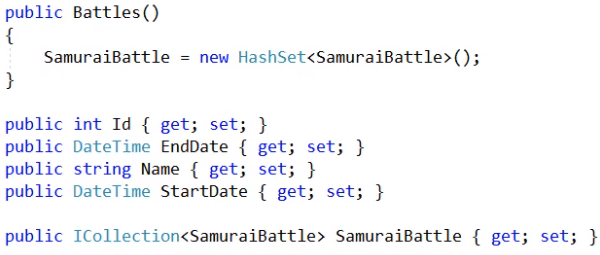 public Battles()
{
    SamuraiBattle = new HashSet<SamuraiBattle>();
}
public int Id { get; set; }
public DateTime EndDate { get; set; }
public string Name { get; set; }
public DateTime StartDate { get; set; }
public ICollection<SamuraiBattle> SamuraiBattle { get; set; }